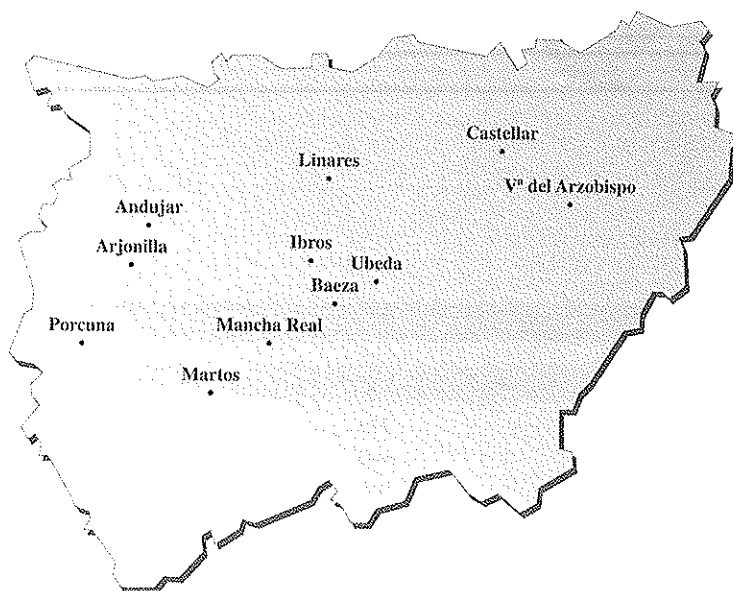 Castellar
Linares
Vª del Arzobispo
Andujar
Ibros
Arjonilla
Ubeda
Baeza
Porcuna
Mancha Real
Martos